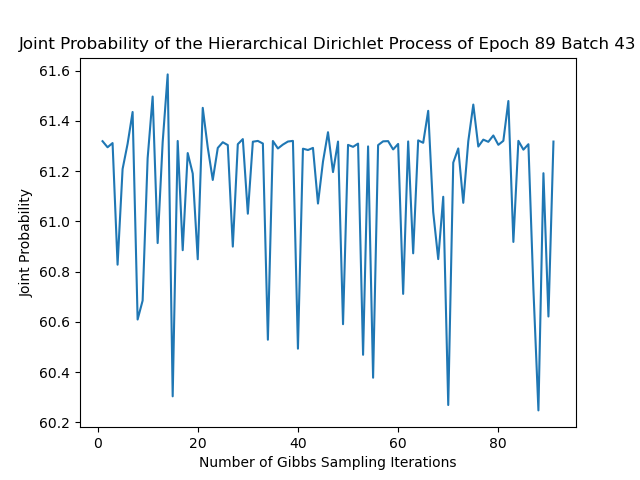 Joint Probability of the Hierarchical Dirichlet Process of Epoch 89 Batch 43
61.6
61.4
61.2
61.0
60.8
60.6
60.4
60.2
Joint Probability
0 20 40 60 80
Number of Gibbs Sampling Iterations